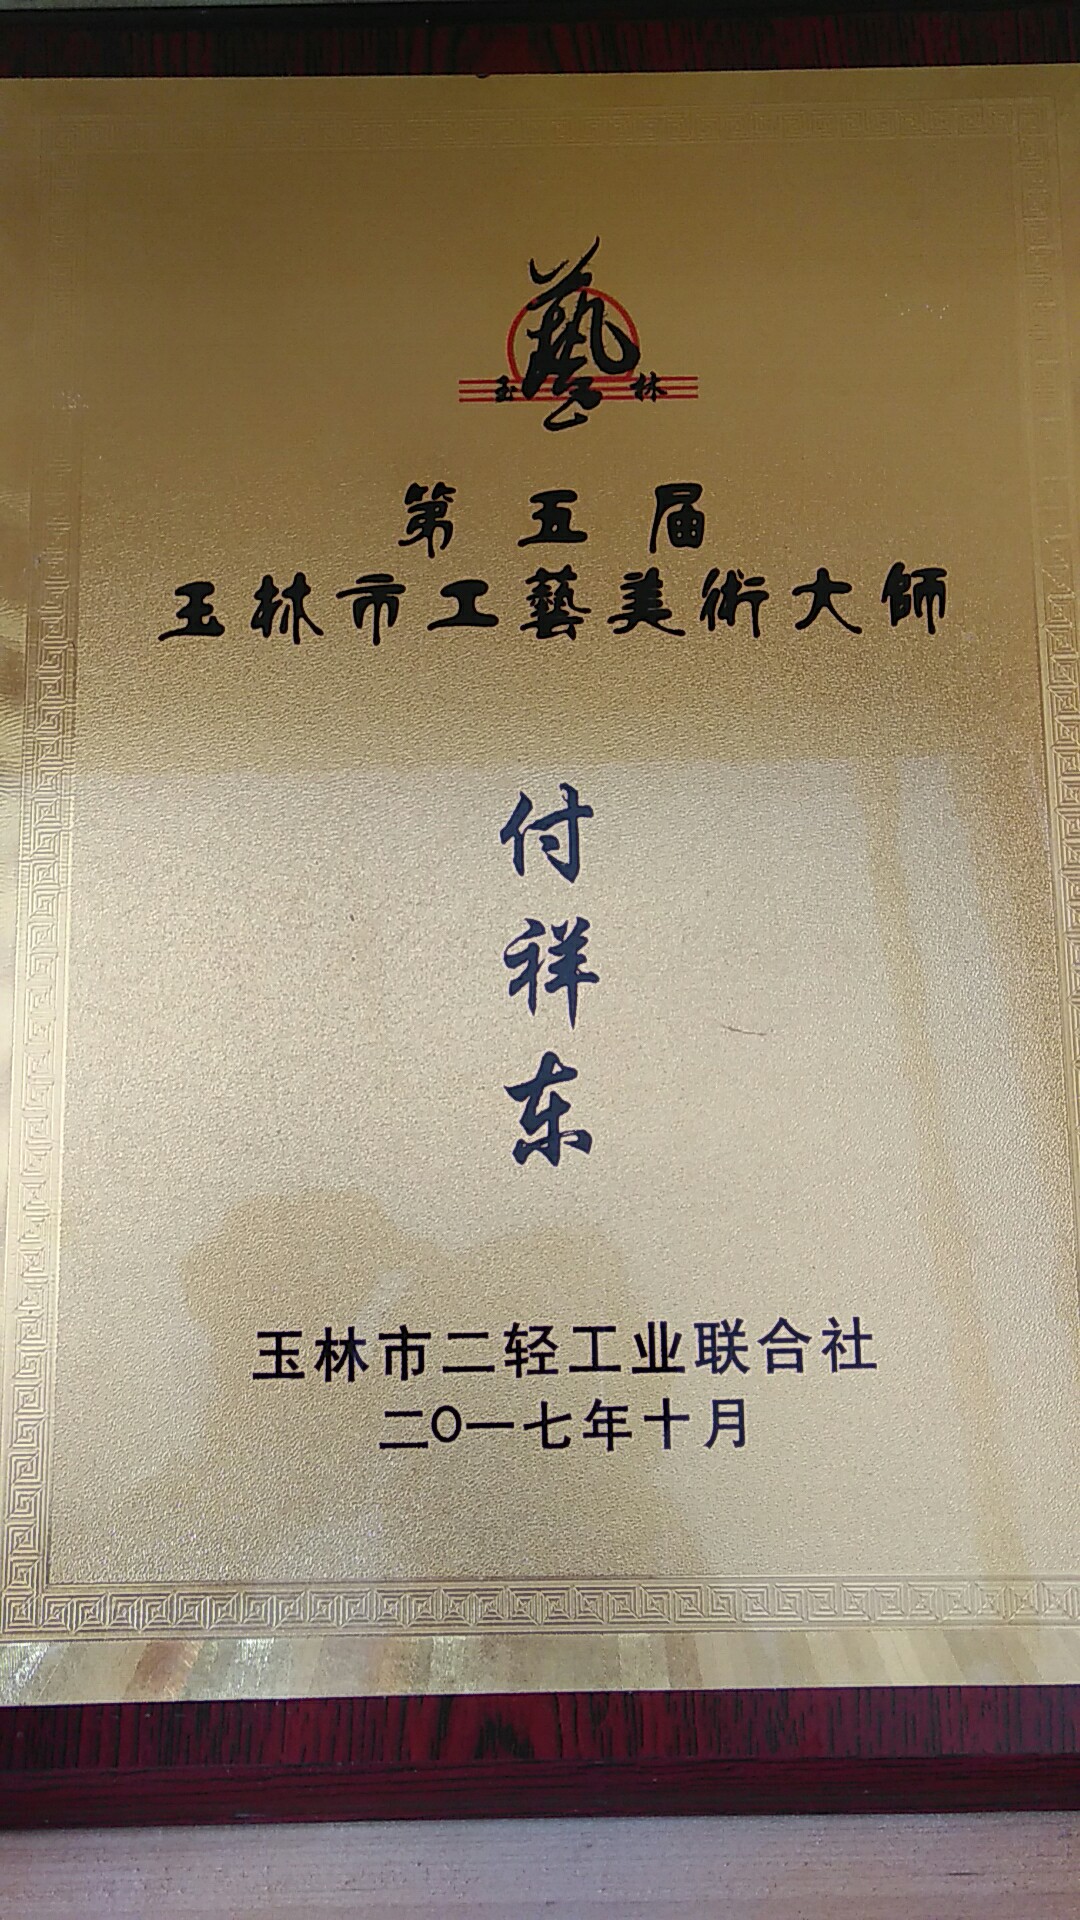 藝
玉 林
第五届
玉林市工藝美術大師
付
祥
东
玉林市二轻工业联合社
二〇一七年十月